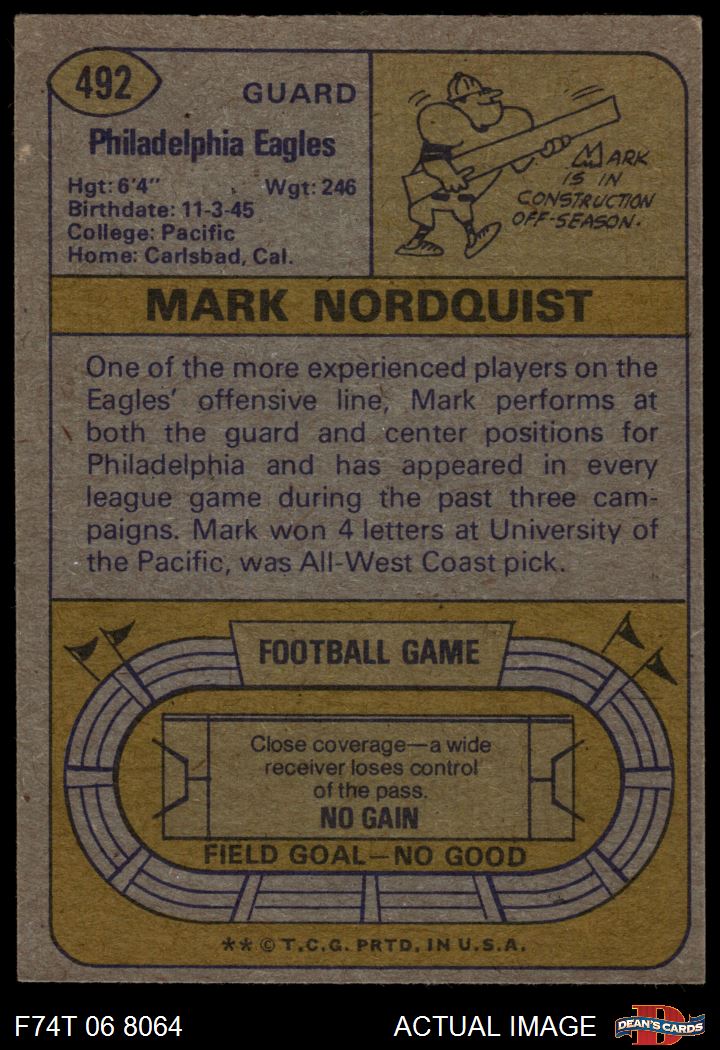 492
GUARD
Philadelphia Eagles
Hgt: 6'4" Wgt: 246
Birthdate: 11-3-45
College: Pacific
Home: Carlsbad, Cal.
MARK
IS IN
CONSTRUCTION
OFF-SEASON.
MARK NORDQUIST
One of the more experienced players on the
Eagles' offensive line, Mark performs at
both the guard and center positions for
Philadelphia and has appeared in every
league game during the past three cam-
paigns. Mark won 4 letters at University of
the Pacific, was All-West Coast pick.
FOOTBALL GAME
Close coverage—a wide
receiver loses control
of the pass.
NO GAIN
FIELD GOAL—NO GOOD
** © T.C.G. PRTD. IN U.S.A.
F74T 06 8064
ACTUAL IMAGE
D
DEAN'S CARDS